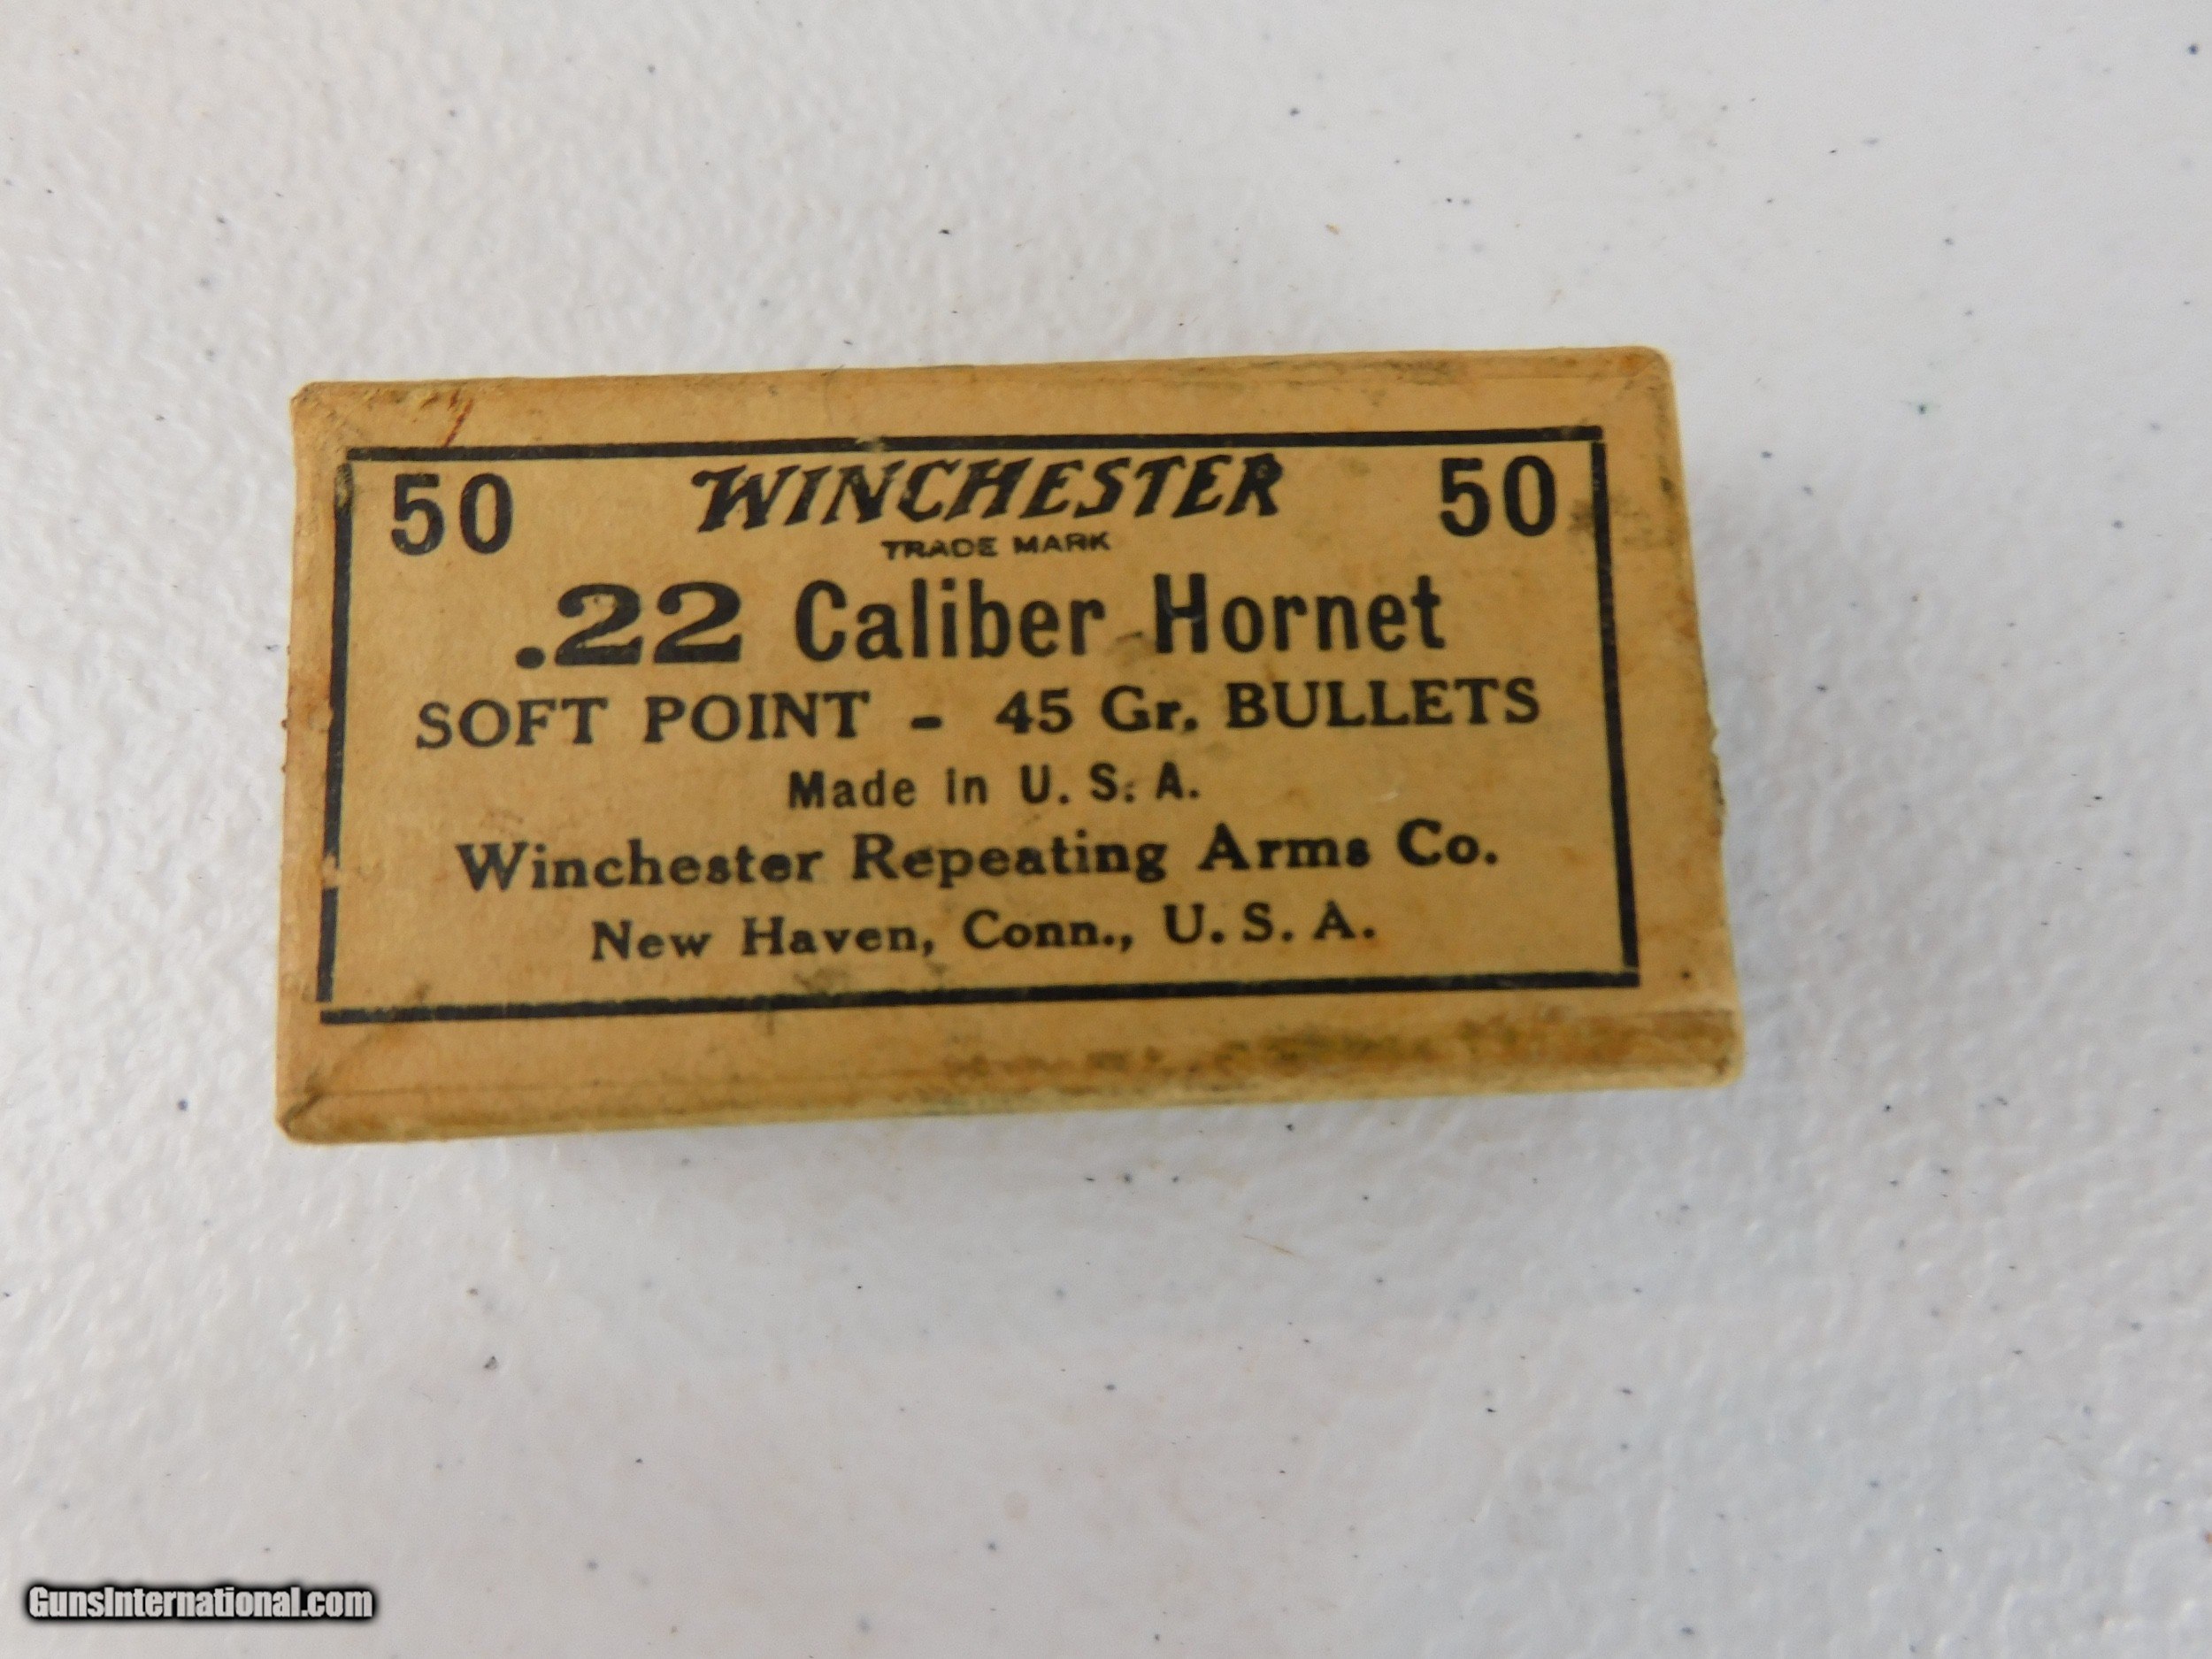 50 WINCHESTER 50
TRADE MARK
.22 Caliber Hornet
SOFT POINT - 45 Gr. BULLETS
Made in U. S. A.
Winchester Repeating Arms Co.
New Haven, Conn., U. S. A.
GunsInternational.com